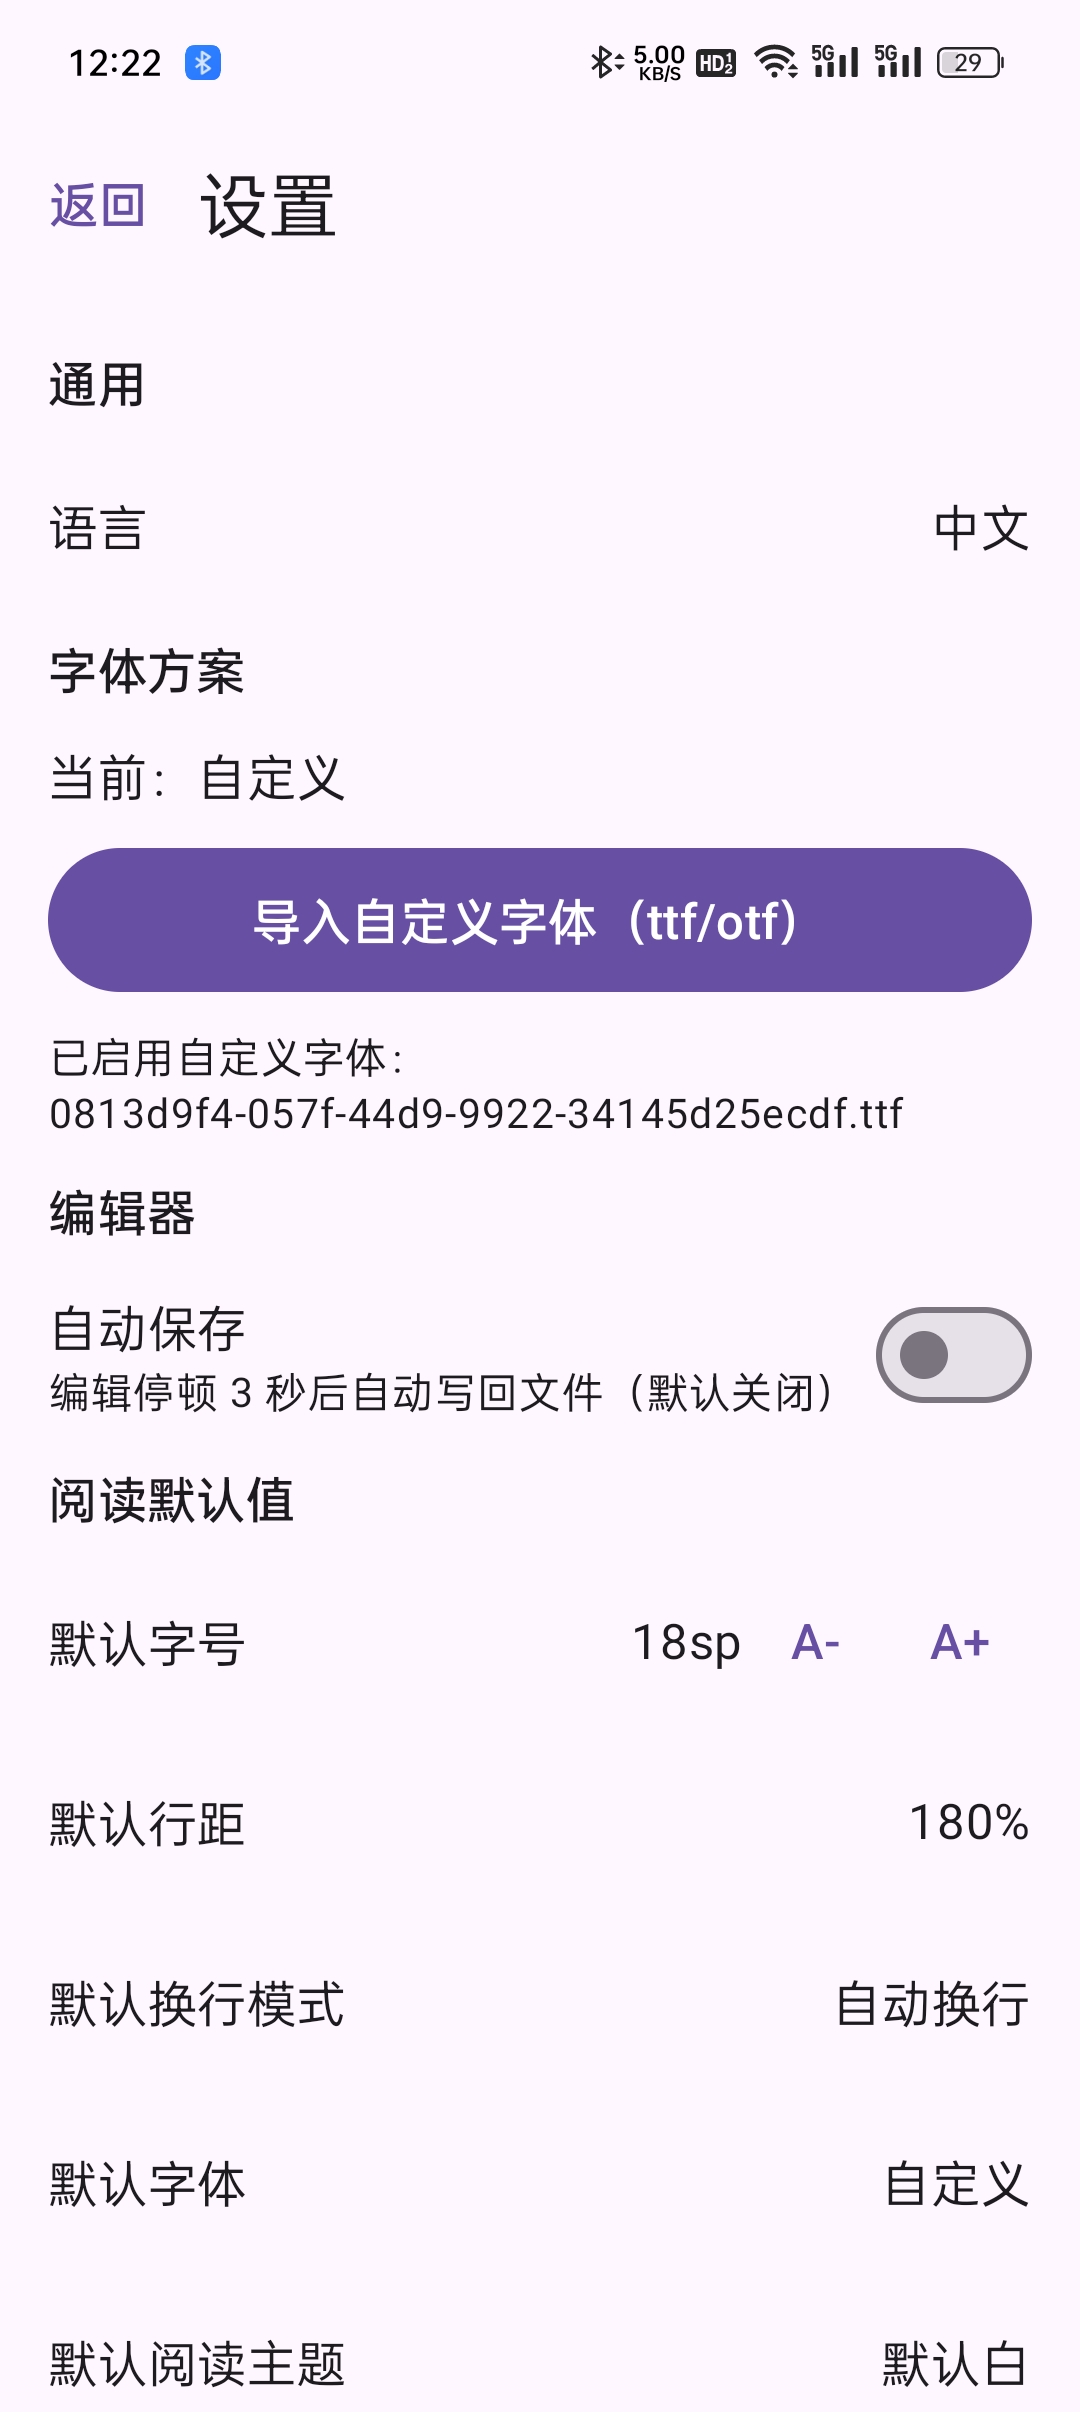 12:22
5.00 KB/S HD 1 2 5G 5G 29
返回 设置
通用
语言 中文
字体方案
当前：自定义
导入自定义字体（ttf/otf）
已启用自定义字体：
0813d9f4-057f-44d9-9922-34145d25ecdf.ttf
编辑器
自动保存
编辑停顿 3 秒后自动写回文件（默认关闭）
阅读默认值
默认字号 18sp A- A+
默认行距 180%
默认换行模式 自动换行
默认字体 自定义
默认阅读主题 默认白